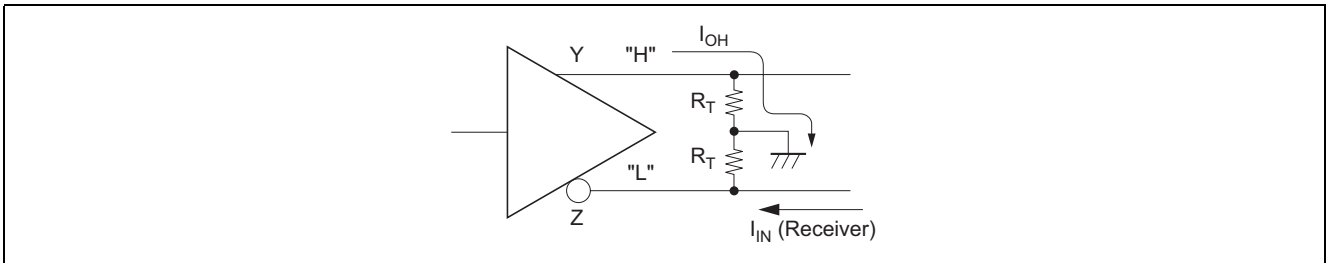 I_OH
Y "H"
R_T
R_T
"L"
Z
I_IN (Receiver)